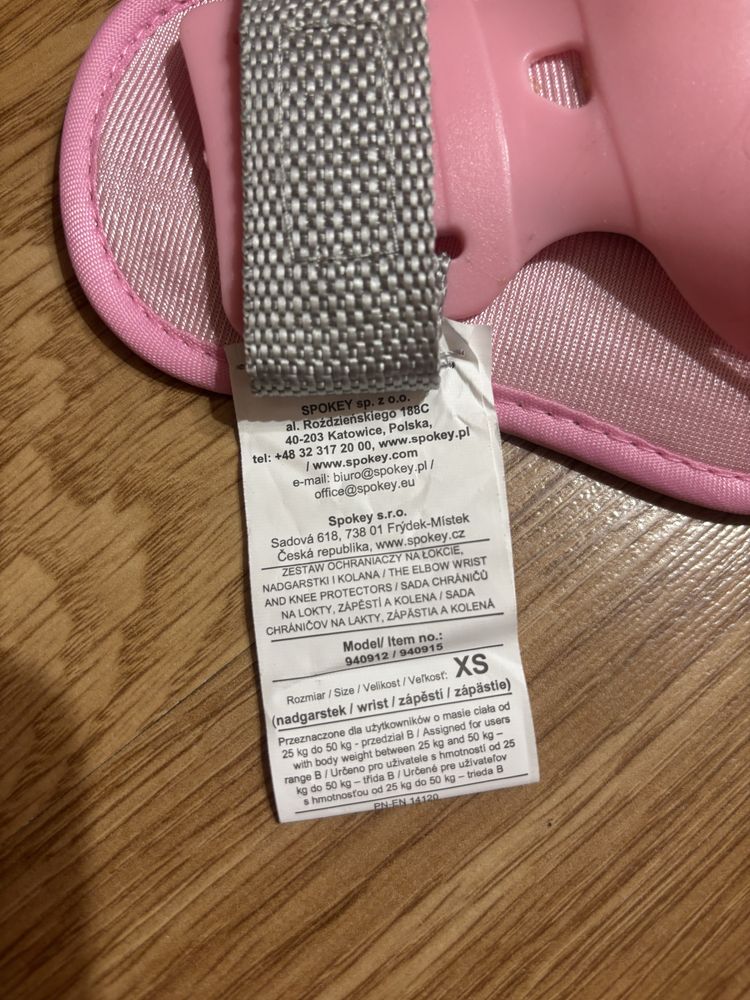 SPOKEY sp. z o.o.
al. Roździeńskiego 188C
40-203 Katowice, Polska,
tel: +48 32 317 20 00, www.spokey.pl
/ www.spokey.com
e-mail: biuro@spokey.pl /
office@spokey.eu
Spokey s.r.o.
Sadová 618, 738 01 Frýdek-Místek
Česká republika, www.spokey.cz
ZESTAW OCHRANIACZY NA ŁOKCIE,
NADGARSTKI I KOLANA / THE ELBOW WRIST
AND KNEE PROTECTORS / SADA CHRÁNIČŮ
NA LOKTY, ZÁPĚSTÍ A KOLENA / SADA
CHRÁNIČOV NA LAKTY, ZÁPÄSTIA A KOLENÁ
Model/ Item no.:
940912 / 940915
Rozmiar / Size / Velikost / Veľkosť: XS
(nadgarstek / wrist / zápěstí / zápästie)
Przeznaczone dla użytkowników o masie ciała od
25 kg do 50 kg - przedział B / Assigned for users
with body weight between 25 kg and 50 kg –
range B / Určeno pro uživatele s hmotností od 25
kg do 50 kg – třída B / Určené pre užívateľov
s hmotnosťou od 25 kg do 50 kg – trieda B
PN-EN 14120